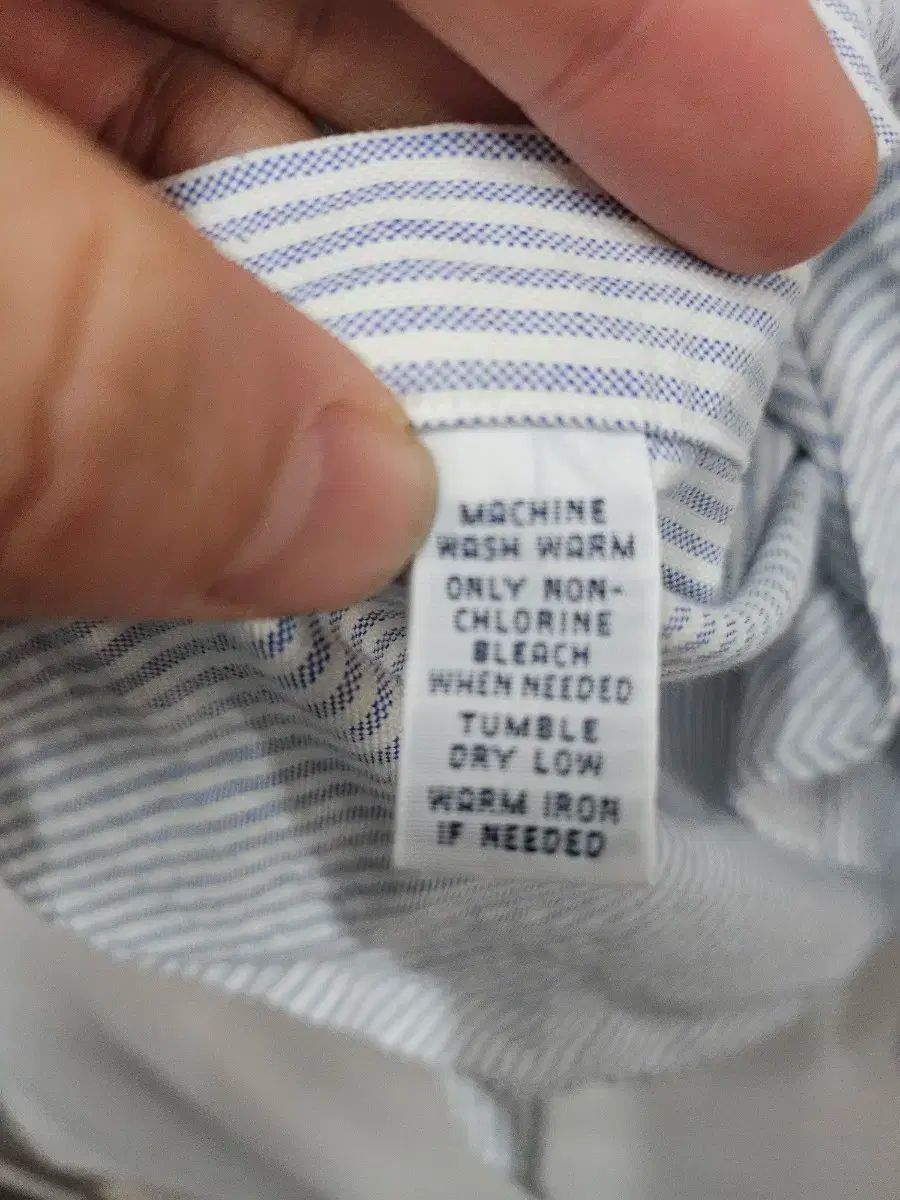 MACHINE
WASH WARM
ONLY NON-
CHLORINE
BLEACH
WHEN NEEDED
TUMBLE
DRY LOW
WARM IRON
IF NEEDED